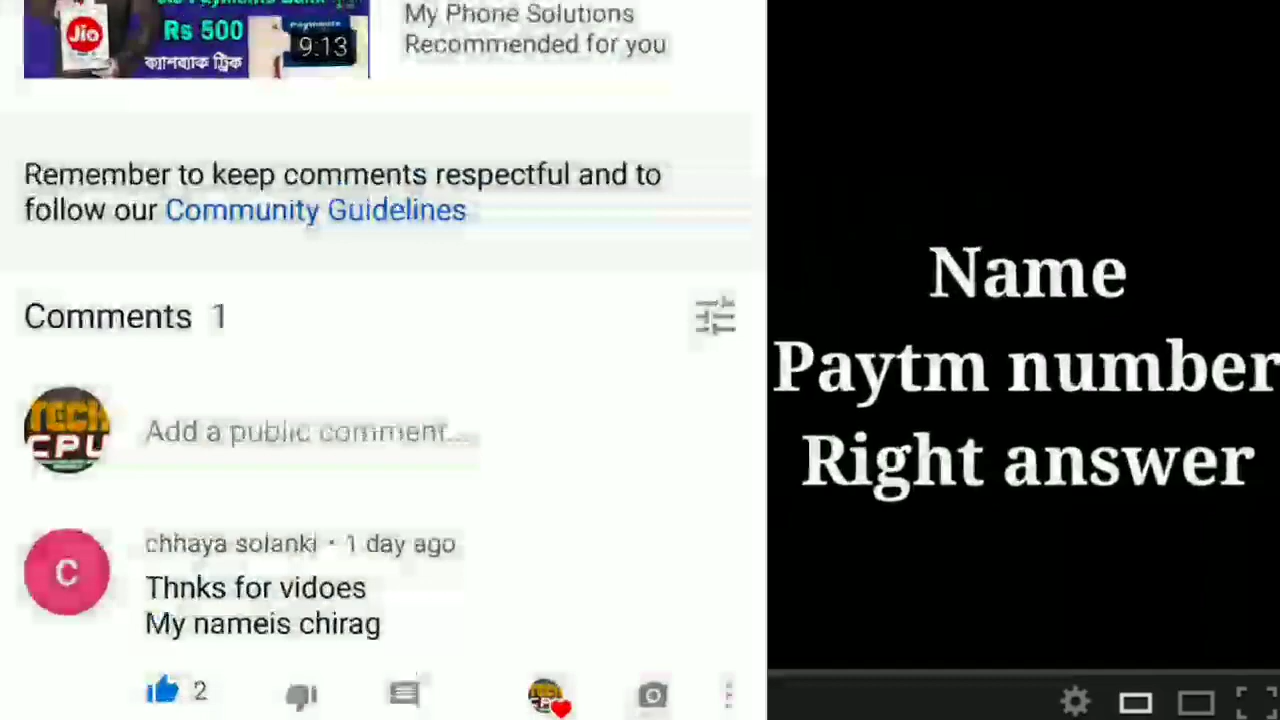 Rs 500
Jio
9:13
ক্যাশব্যাক ট্রিক
My Phone Solutions
Recommended for you
Remember to keep comments respectful and to
follow our Community Guidelines
Comments 1
TECH
CPU
Add a public comment...
chhaya solanki · 1 day ago
Thnks for vidoes
My nameis chirag
2
C
Name
Paytm number
Right answer